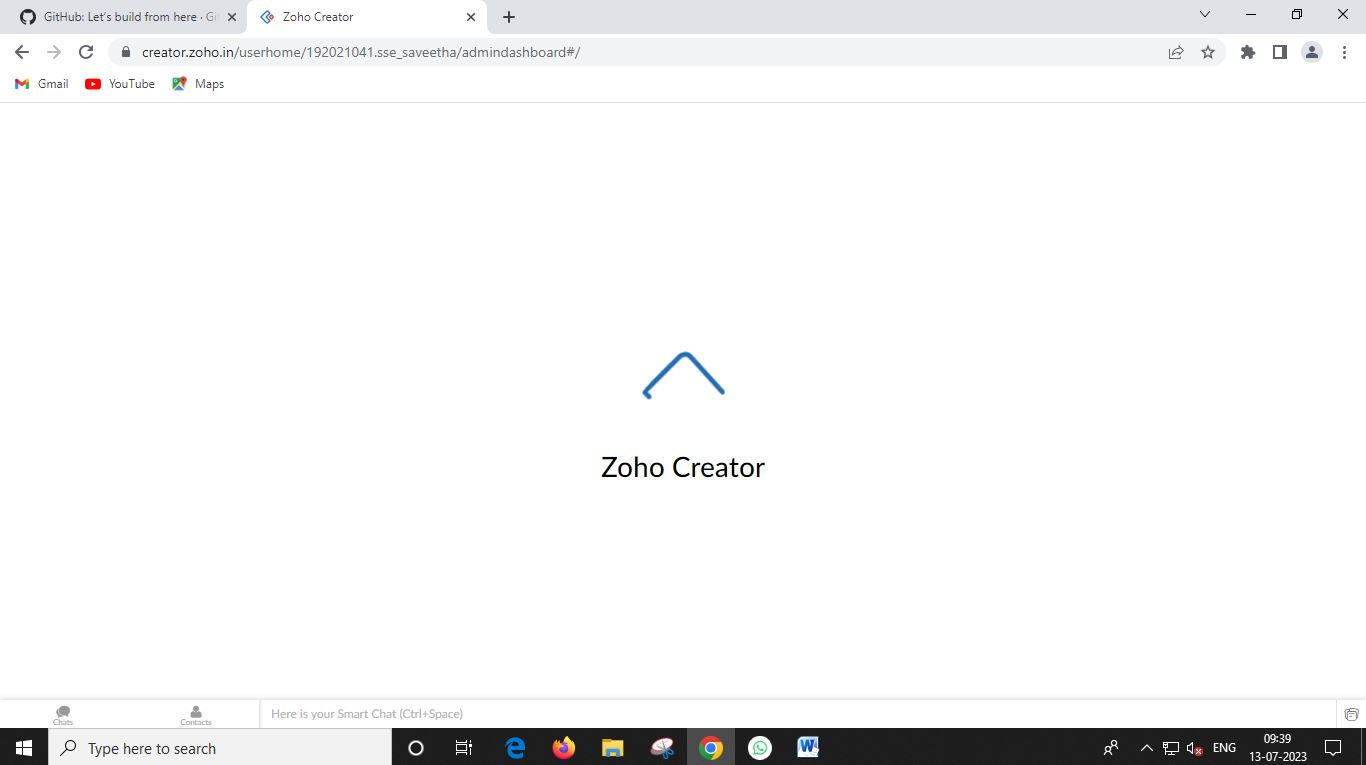 GitHub: Let's build from here · Git
Zoho Creator
creator.zoho.in/userhome/192021041.sse_saveetha/admindashboard#/
Gmail
YouTube
Maps
Zoho Creator
Chats
Contacts
Here is your Smart Chat (Ctrl+Space)
Type here to search
ENG
09:39
13-07-2023